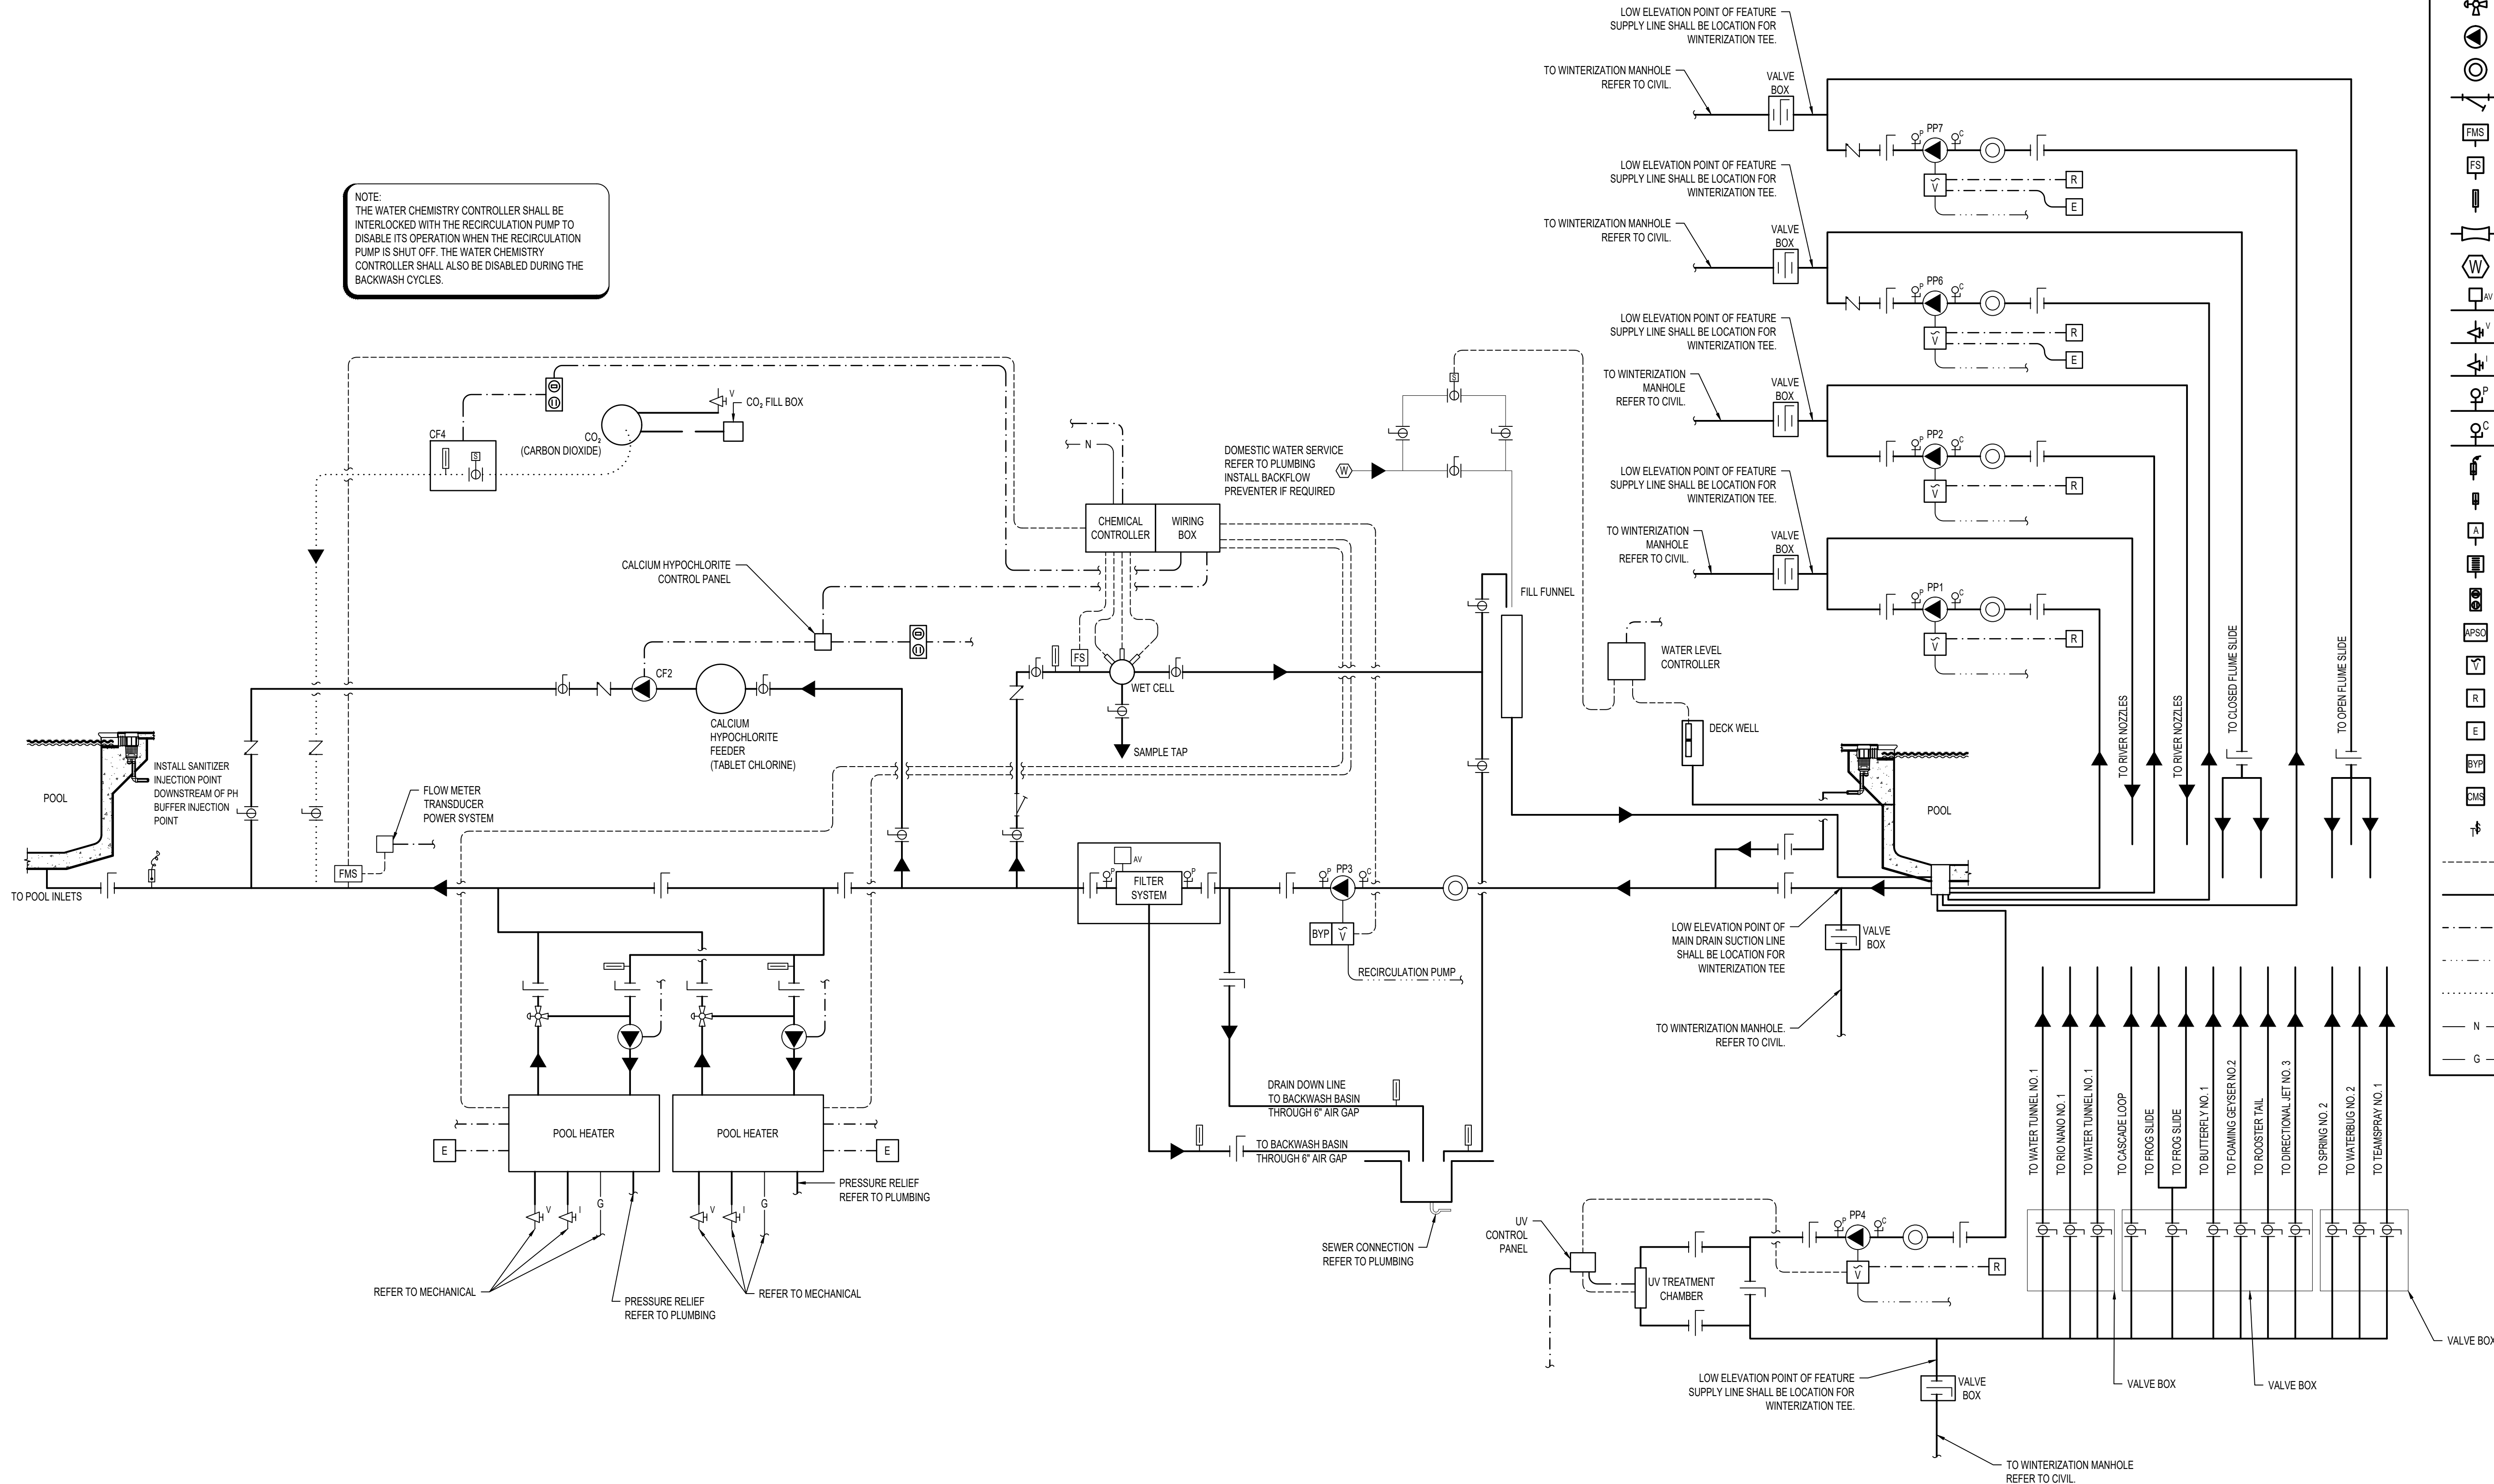 LOW ELEVATION POINT OF FEATURE
SUPPLY LINE SHALL BE LOCATION FOR
WINTERIZATION TEE.
TO WINTERIZATION MANHOLE
REFER TO CIVIL.
VALVE
BOX
PP7
P
C
V
R
E
LOW ELEVATION POINT OF FEATURE
SUPPLY LINE SHALL BE LOCATION FOR
WINTERIZATION TEE.
TO WINTERIZATION MANHOLE
REFER TO CIVIL.
VALVE
BOX
PP6
P
C
V
R
E
LOW ELEVATION POINT OF FEATURE
SUPPLY LINE SHALL BE LOCATION FOR
WINTERIZATION TEE.
TO WINTERIZATION
MANHOLE
REFER TO CIVIL.
VALVE
BOX
PP2
P
C
V
R
LOW ELEVATION POINT OF FEATURE
SUPPLY LINE SHALL BE LOCATION FOR
WINTERIZATION TEE.
TO WINTERIZATION
MANHOLE
REFER TO CIVIL.
VALVE
BOX
PP1
P
C
V
R
NOTE:
THE WATER CHEMISTRY CONTROLLER SHALL BE
INTERLOCKED WITH THE RECIRCULATION PUMP TO
DISABLE ITS OPERATION WHEN THE RECIRCULATION
PUMP IS SHUT OFF. THE WATER CHEMISTRY
CONTROLLER SHALL ALSO BE DISABLED DURING THE
BACKWASH CYCLES.
CF4
S
CO₂
(CARBON DIOXIDE)
V
CO₂ FILL BOX
N
CHEMICAL
CONTROLLER
WIRING
BOX
DOMESTIC WATER SERVICE
REFER TO PLUMBING
INSTALL BACKFLOW
PREVENTER IF REQUIRED
W
S
CALCIUM HYPOCHLORITE
CONTROL PANEL
CF2
CALCIUM
HYPOCHLORITE
FEEDER
(TABLET CHLORINE)
FS
WET CELL
SAMPLE TAP
FILL FUNNEL
WATER LEVEL
CONTROLLER
DECK WELL
TO RIVER NOZZLES
TO RIVER NOZZLES
TO CLOSED FLUME SLIDE
TO OPEN FLUME SLIDE
POOL
INSTALL SANITIZER
INJECTION POINT
DOWNSTREAM OF PH
BUFFER INJECTION
POINT
TO POOL INLETS
FLOW METER
TRANSDUCER
POWER SYSTEM
FMS
AV
P
FILTER
SYSTEM
P
PP3
P
C
BYP
V
RECIRCULATION PUMP
POOL
LOW ELEVATION POINT OF
MAIN DRAIN SUCTION LINE
SHALL BE LOCATION FOR
WINTERIZATION TEE
VALVE
BOX
TO WINTERIZATION MANHOLE.
REFER TO CIVIL.
POOL HEATER
POOL HEATER
E
E
V
I
G
V
I
G
PRESSURE RELIEF
REFER TO PLUMBING
REFER TO MECHANICAL
PRESSURE RELIEF
REFER TO PLUMBING
REFER TO MECHANICAL
DRAIN DOWN LINE
TO BACKWASH BASIN
THROUGH 6" AIR GAP
TO BACKWASH BASIN
THROUGH 6" AIR GAP
SEWER CONNECTION
REFER TO PLUMBING
UV
CONTROL
PANEL
UV TREATMENT
CHAMBER
PP4
P
C
V
R
TO WATER TUNNEL NO. 1
TO RIO NANO NO. 1
TO WATER TUNNEL NO. 1
TO CASCADE LOOP
TO FROG SLIDE
TO FROG SLIDE
TO BUTTERFLY NO. 1
TO FOAMING GEYSER NO.2
TO ROOSTER TAIL
TO DIRECTIONAL JET NO. 3
TO SPRING NO. 2
TO WATERBUG NO. 2
TO TEAMSPRAY NO. 1
VALVE BOX
VALVE BOX
VALVE BOX
LOW ELEVATION POINT OF FEATURE
SUPPLY LINE SHALL BE LOCATION FOR
WINTERIZATION TEE.
VALVE
BOX
TO WINTERIZATION MANHOLE
REFER TO CIVIL.
FMS
FS
W
AV
V
I
P
C
A
APSO
V
R
E
BYP
CMS
N
G